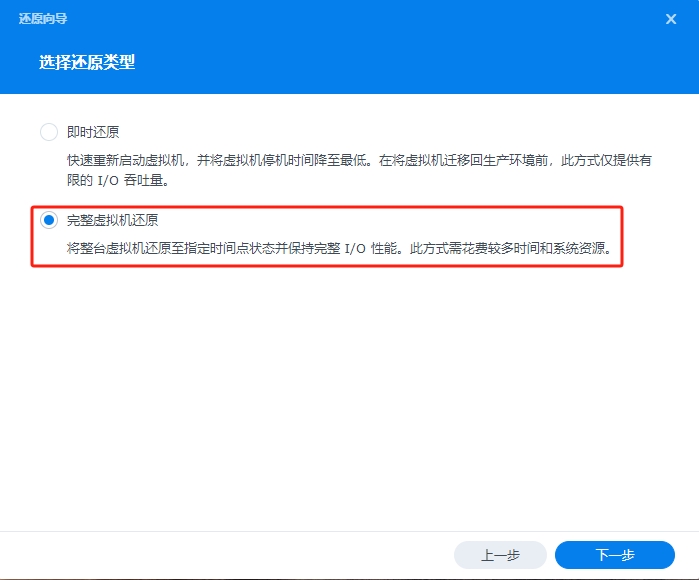 还原向导
选择还原类型
即时还原
快速重新启动虚拟机，并将虚拟机停机时间降至最低。在将虚拟机迁移回生产环境前，此方式仅提供有
限的 I/O 吞吐量。
完整虚拟机还原
将整台虚拟机还原至指定时间点状态并保持完整 I/O 性能。此方式需花费较多时间和系统资源。
上一步
下一步